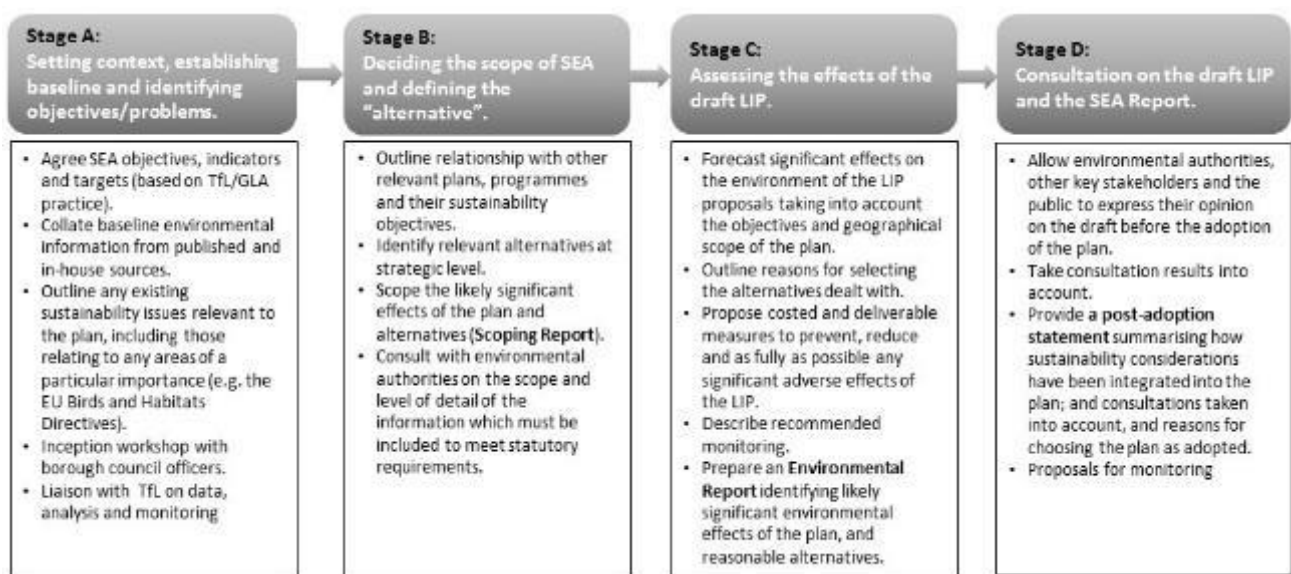 Stage A:
Setting context, establishing
baseline and identifying
objectives/problems.
• Agree SEA objectives, indicators
and targets (based on TfL/GLA
practice).
• Collate baseline environmental
information from published and
in-house sources.
• Outline any existing
sustainability issues relevant to
the plan, including those
relating to any areas of a
particular importance (e.g. the
EU Birds and Habitats
Directives).
• Inception workshop with
borough council officers.
• Liaison with TfL on data,
analysis and monitoring
Stage B:
Deciding the scope of SEA
and defining the
"alternative".
• Outline relationship with other
relevant plans, programmes
and their sustainability
objectives.
• Identify relevant alternatives at
strategic level.
• Scope the likely significant
effects of the plan and
alternatives (Scoping Report).
• Consult with environmental
authorities on the scope and
level of detail of the
information which must be
included to meet statutory
requirements.
Stage C:
Assessing the effects of the
draft LIP.
• Forecast significant effects on
the environment of the LIP
proposals taking into account
the objectives and geographical
scope of the plan.
• Outline reasons for selecting
the alternatives dealt with.
• Propose costed and deliverable
measures to prevent, reduce
and as fully as possible any
significant adverse effects of
the LIP.
• Describe recommended
monitoring.
• Prepare an Environmental
Report identifying likely
significant environmental
effects of the plan, and
reasonable alternatives.
Stage D:
Consultation on the draft LIP
and the SEA Report.
• Allow environmental authorities,
other key stakeholders and the
public to express their opinion
on the draft before the adoption
of the plan.
• Take consultation results into
account.
• Provide a post-adoption
statement summarising how
sustainability considerations
have been integrated into the
plan; and consultations taken
into account, and reasons for
choosing the plan as adopted.
• Proposals for monitoring